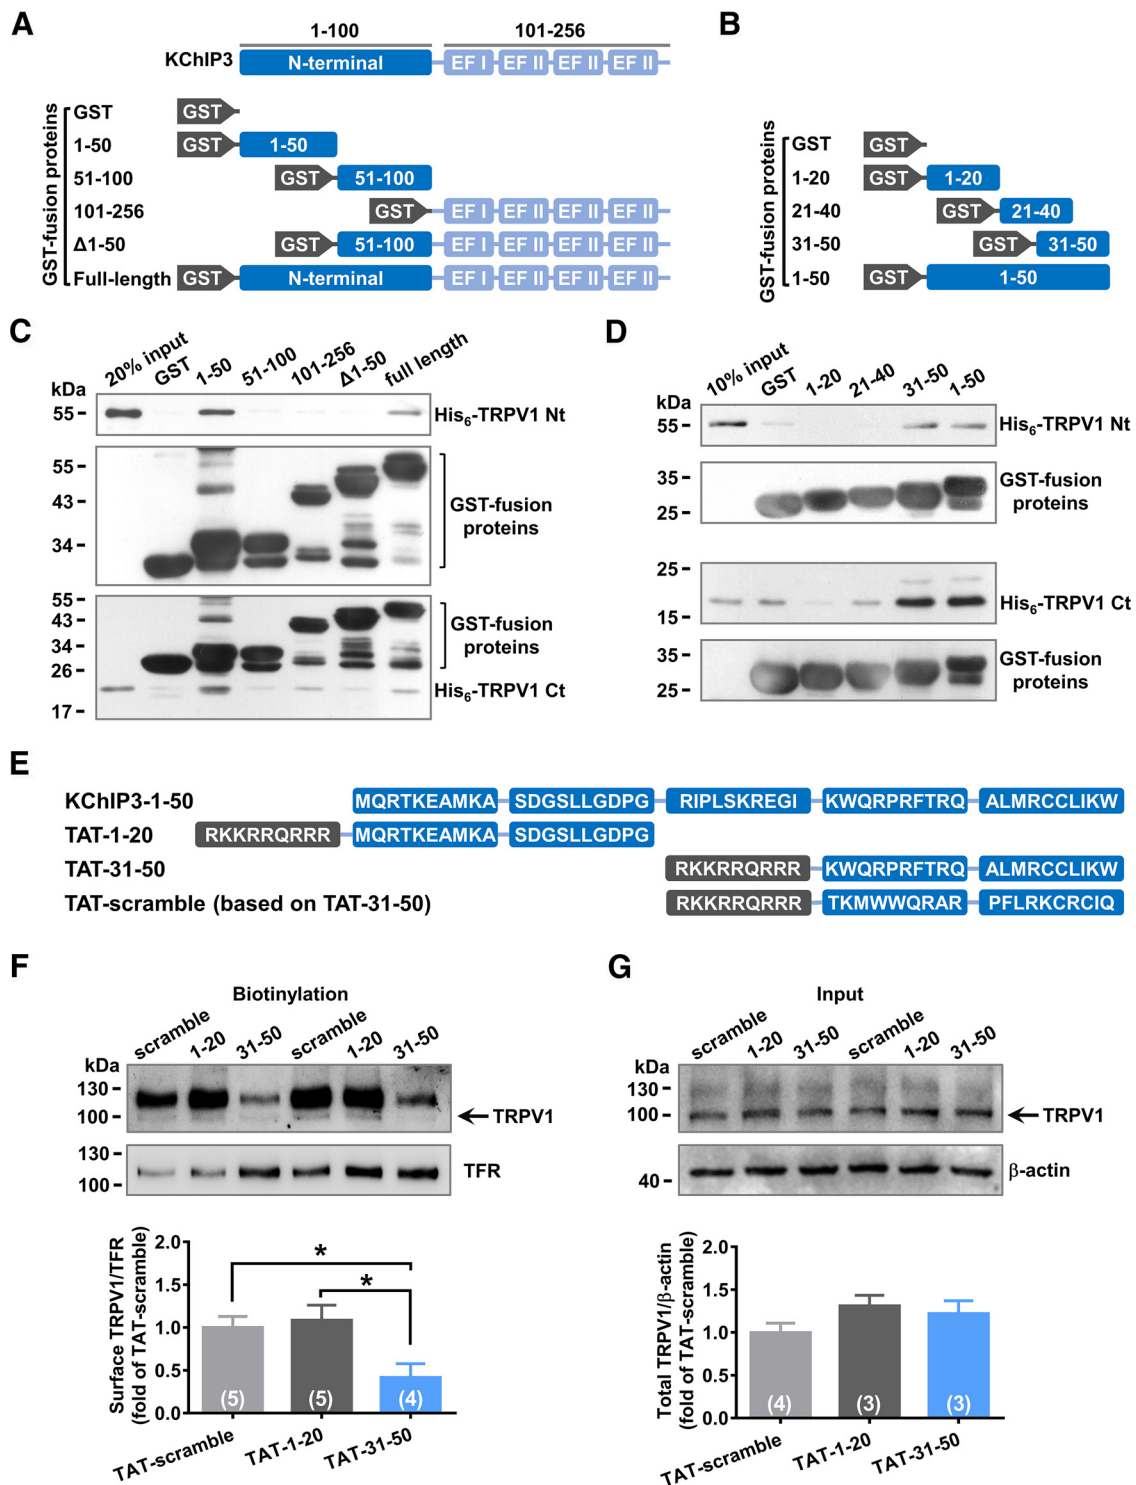 A
1-100
101-256
KChIP3
N-terminal
EF I
EF II
EF II
EF II
GST-fusion proteins
GST
GST
1-50
GST
1-50
51-100
GST
51-100
101-256
GST
EF I
EF II
EF II
EF II
Δ1-50
GST
51-100
EF I
EF II
EF II
EF II
Full-length
GST
N-terminal
EF I
EF II
EF II
EF II
B
GST-fusion proteins
GST
GST
1-20
GST
1-20
21-40
GST
21-40
31-50
GST
31-50
1-50
GST
1-50
C
20% input
GST
1-50
51-100
101-256
Δ1-50
full length
kDa
55
His6-TRPV1 Nt
55
43
34
GST-fusion
proteins
55
43
34
26
17
GST-fusion
proteins
His6-TRPV1 Ct
D
10% input
GST
1-20
21-40
31-50
1-50
kDa
55
His6-TRPV1 Nt
35
25
GST-fusion
proteins
25
15
His6-TRPV1 Ct
35
25
GST-fusion
proteins
E
KChIP3-1-50
MQRTKEAMKA
SDGSLLGDPG
RIPLSKREGI
KWQRPRFTRQ
ALMRCCLIKW
TAT-1-20
RKKRRQRRR
MQRTKEAMKA
SDGSLLGDPG
TAT-31-50
RKKRRQRRR
KWQRPRFTRQ
ALMRCCLIKW
TAT-scramble (based on TAT-31-50)
RKKRRQRRR
TKMWWQRAR
PFLRKCRCIQ
F
Biotinylation
scramble
1-20
31-50
scramble
1-20
31-50
kDa
130
100
TRPV1
130
100
TFR
Surface TRPV1/TFR
(fold of TAT-scramble)
2.0
1.5
1.0
0.5
0.0
*
*
(5)
(5)
(4)
TAT-scramble
TAT-1-20
TAT-31-50
G
Input
scramble
1-20
31-50
scramble
1-20
31-50
kDa
130
100
TRPV1
40
β-actin
Total TRPV1/β-actin
(fold of TAT-scramble)
2.0
1.5
1.0
0.5
0.0
(4)
(3)
(3)
TAT-scramble
TAT-1-20
TAT-31-50